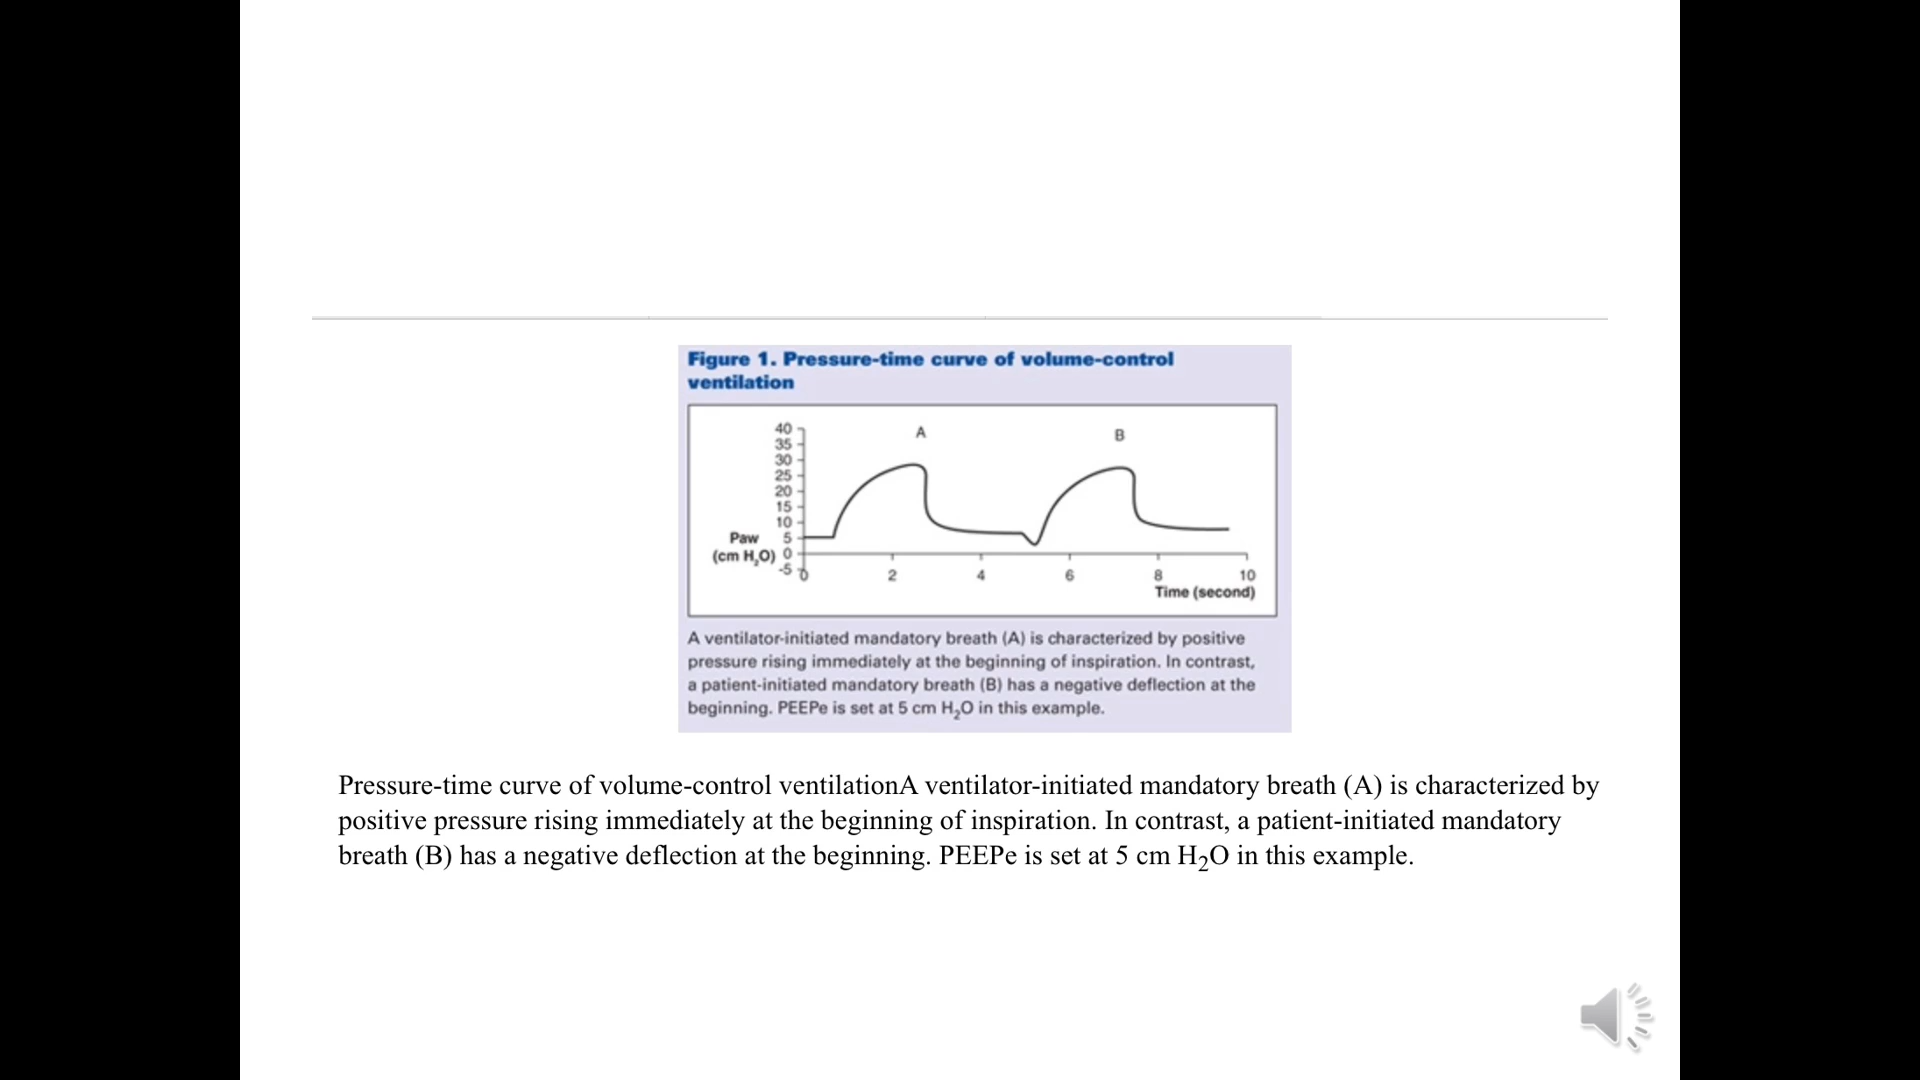 Figure 1. Pressure-time curve of volume-control
ventilation
A
B
40
35
30
25
20
15
10
5
0
-5
Paw
(cm H₂O)
0
2
4
6
8
10
Time (second)
A ventilator-initiated mandatory breath (A) is characterized by positive
pressure rising immediately at the beginning of inspiration. In contrast,
a patient-initiated mandatory breath (B) has a negative deflection at the
beginning. PEEPe is set at 5 cm H₂O in this example.
Pressure-time curve of volume-control ventilationA ventilator-initiated mandatory breath (A) is characterized by
positive pressure rising immediately at the beginning of inspiration. In contrast, a patient-initiated mandatory
breath (B) has a negative deflection at the beginning. PEEPe is set at 5 cm H₂O in this example.